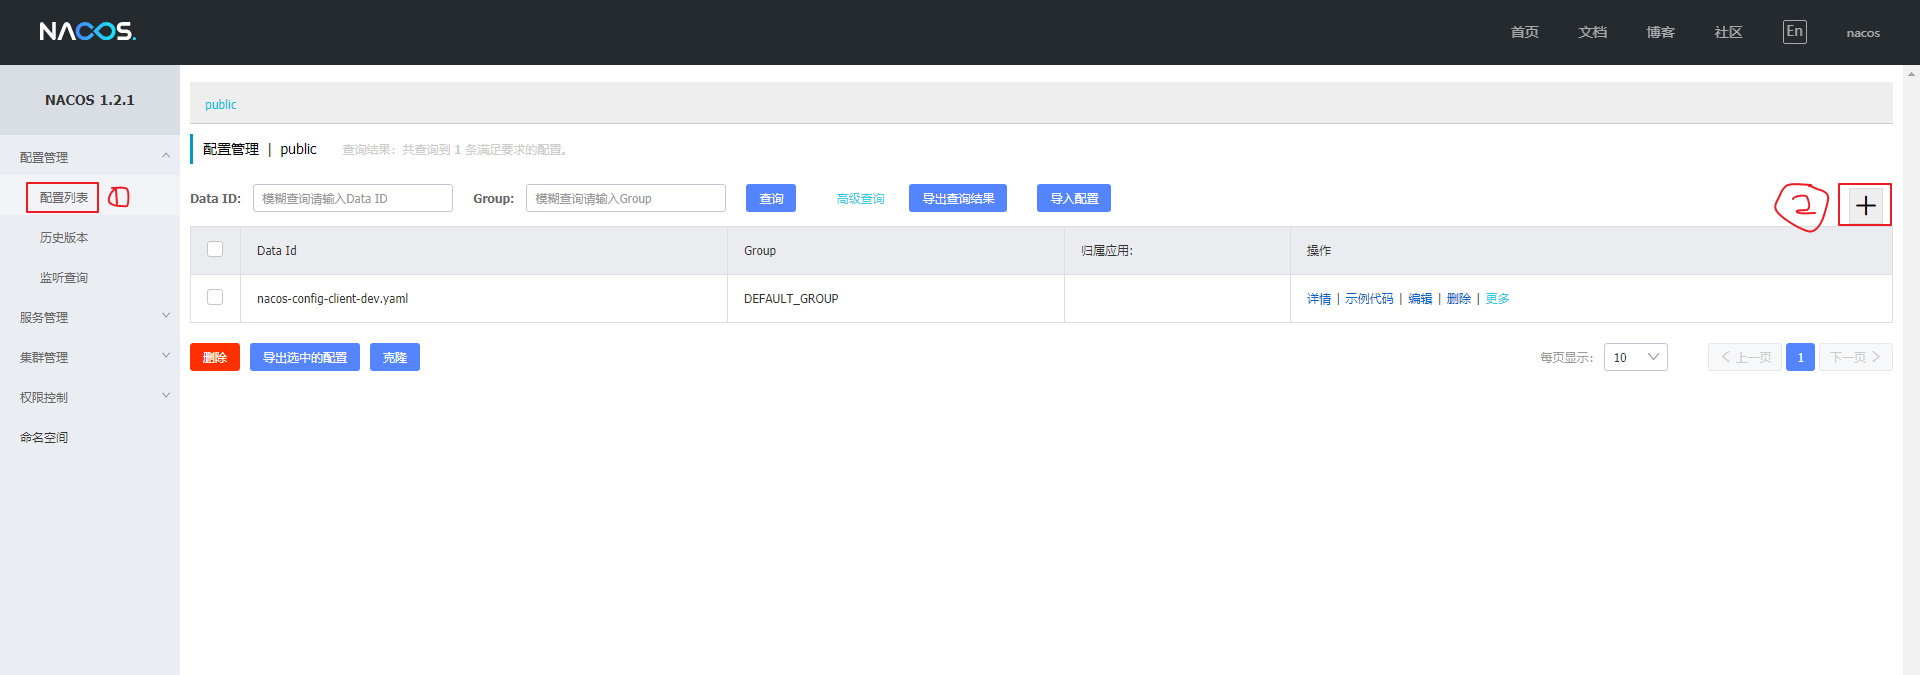 NACOS.
首页 文档 博客 社区 En nacos
NACOS 1.2.1
配置管理
配置列表 ①
历史版本
监听查询
服务管理
集群管理
权限控制
命名空间
public
配置管理 | public 查询结果：共查询到 1 条满足要求的配置。
Data ID: 模糊查询请输入Data ID Group: 模糊查询请输入Group 查询 高级查询 导出查询结果 导入配置 ② +
Data Id Group 归属应用: 操作
nacos-config-client-dev.yaml DEFAULT_GROUP 详情 | 示例代码 | 编辑 | 删除 | 更多
删除 导出选中的配置 克隆 每页显示: 10 上一页 1 下一页